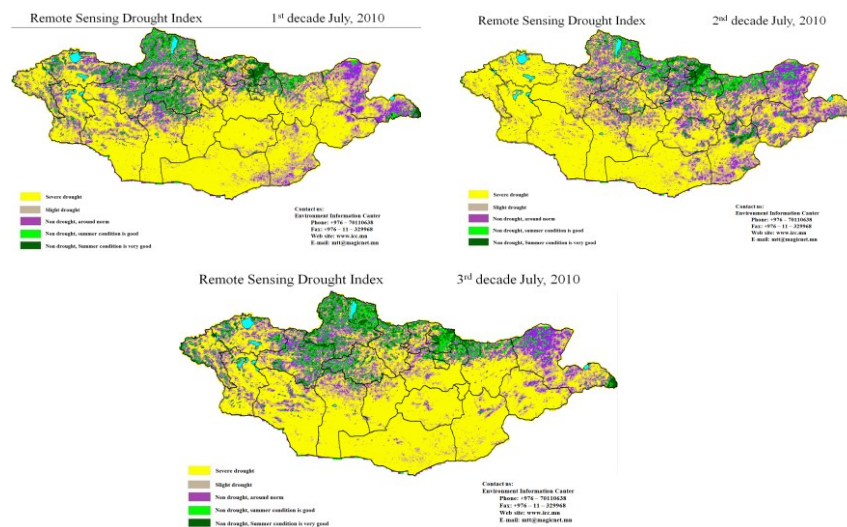 Remote Sensing Drought Index 1st decade July, 2010
Severe drought
Slight drought
Non drought, around norm
Non drought, summer condition is good
Non drought, Summer condition is very good
Contact us:
Environment Information Canter
Phone: +976 – 70110638
Fax: +976 – 11 – 329968
Web site: www.icc.mn
E-mail: mtt@magicnet.mn
Remote Sensing Drought Index 2nd decade July, 2010
Severe drought
Slight drought
Non drought, around norm
Non drought, summer condition is good
Non drought, Summer condition is very good
Contact us:
Environment Information Canter
Phone: +976 – 70110638
Fax: +976 – 11 – 329968
Web site: www.icc.mn
E-mail: mtt@magicnet.mn
Remote Sensing Drought Index 3rd decade July, 2010
Severe drought
Slight drought
Non drought, around norm
Non drought, summer condition is good
Non drought, Summer condition is very good
Contact us:
Environment Information Canter
Phone: +976 – 70110638
Fax: +976 – 11 – 329968
Web site: www.icc.mn
E-mail: mtt@magicnet.mn